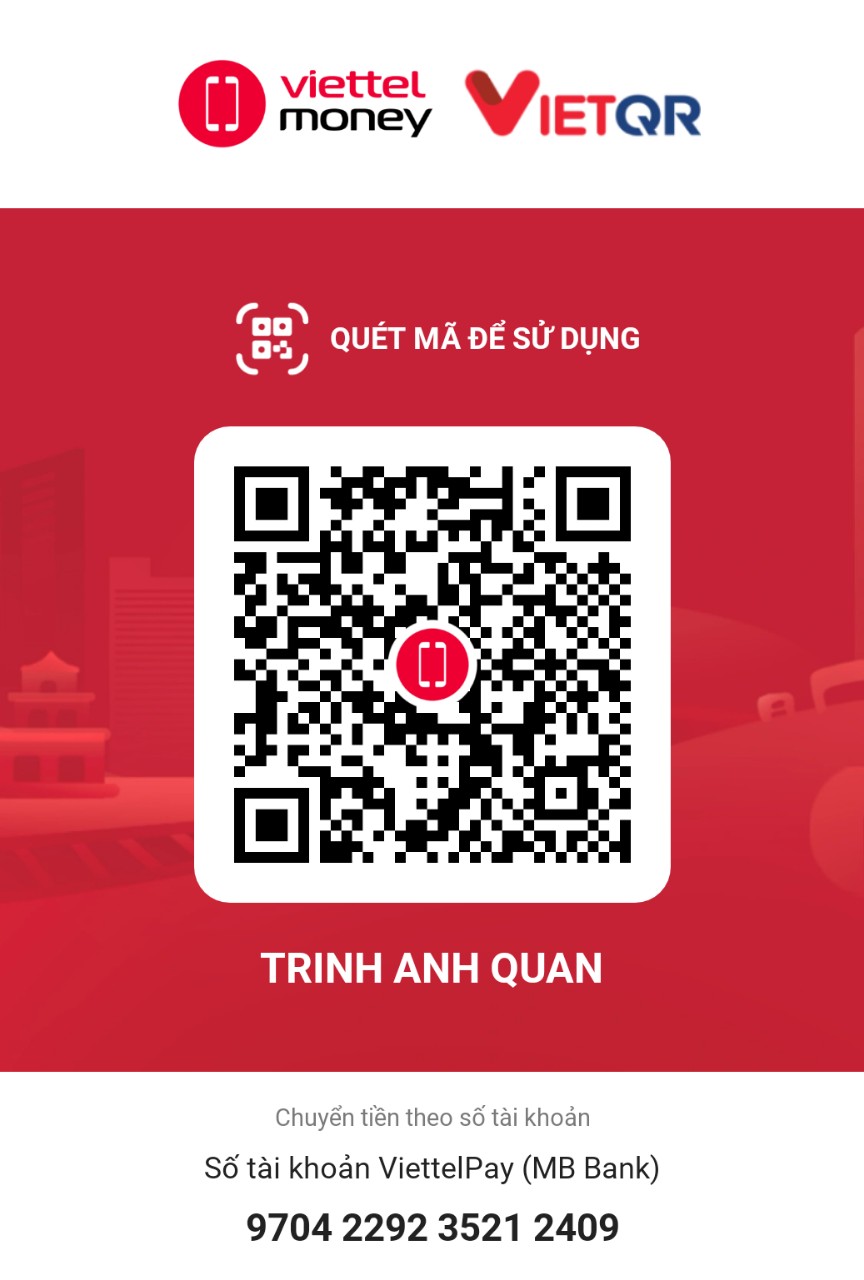 viettel
money
VIETQR
QUÉT MÃ ĐỂ SỬ DỤNG
TRINH ANH QUAN
Chuyển tiền theo số tài khoản
Số tài khoản ViettelPay (MB Bank)
9704 2292 3521 2409